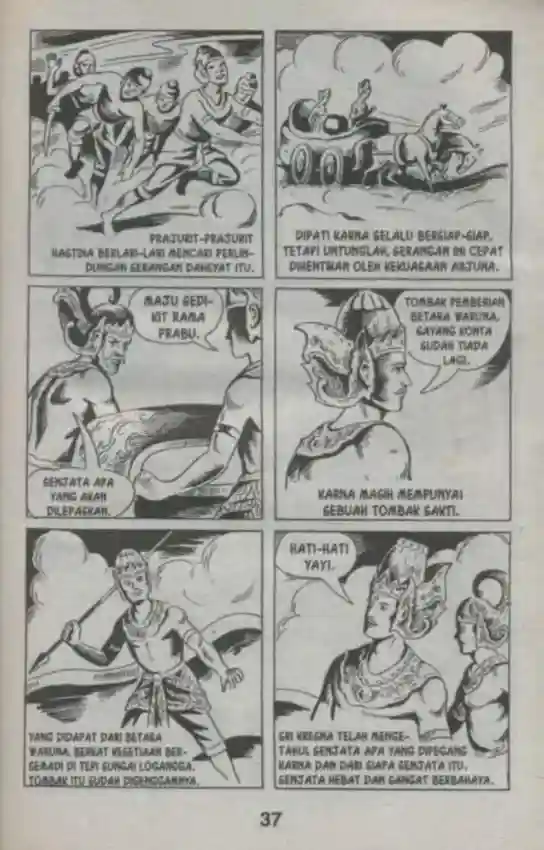 PRAJURIT-PRAJURIT
HASTINA BERLARI-LARI MENCARI PERLIN-
DUNGAN SERANGAN DAHSYAT ITU.
DIPATI KARNA SELALU BERSIAP-SIAP.
TETAPI UNTUNGLAH, SERANGAN INI CEPAT
DIHENTIKAN OLEH KEKUASAAN ARJUNA.
MAJU SEDI-
KIT RAMA
PRABU.
SENJATA APA
YANG AKAN
DILEPASKAN.
TOMBAK PEMBERIAN
BETARA WARUNA.
SAYANG KONTA
SUDAH TIADA
LAGI.
KARNA MASIH MEMPUNYAI
SEBUAH TOMBAK SAKTI.
YANG DIDAPAT DARI BETARA
WARUNA. BERKAT KESETIAAN BER-
SEMADI DI TEPI SUNGAI LOGANGGA.
TOMBAK ITU SUDAH DIGENGGAMNYA.
HATI-HATI
YAYI.
SRI KRESNA TELAH MENGE-
TAHUI SENJATA APA YANG DIPEGANG
KARNA DAN DARI SIAPA SENJATA ITU.
SENJATA HEBAT DAN SANGAT BERBAHAYA.
37